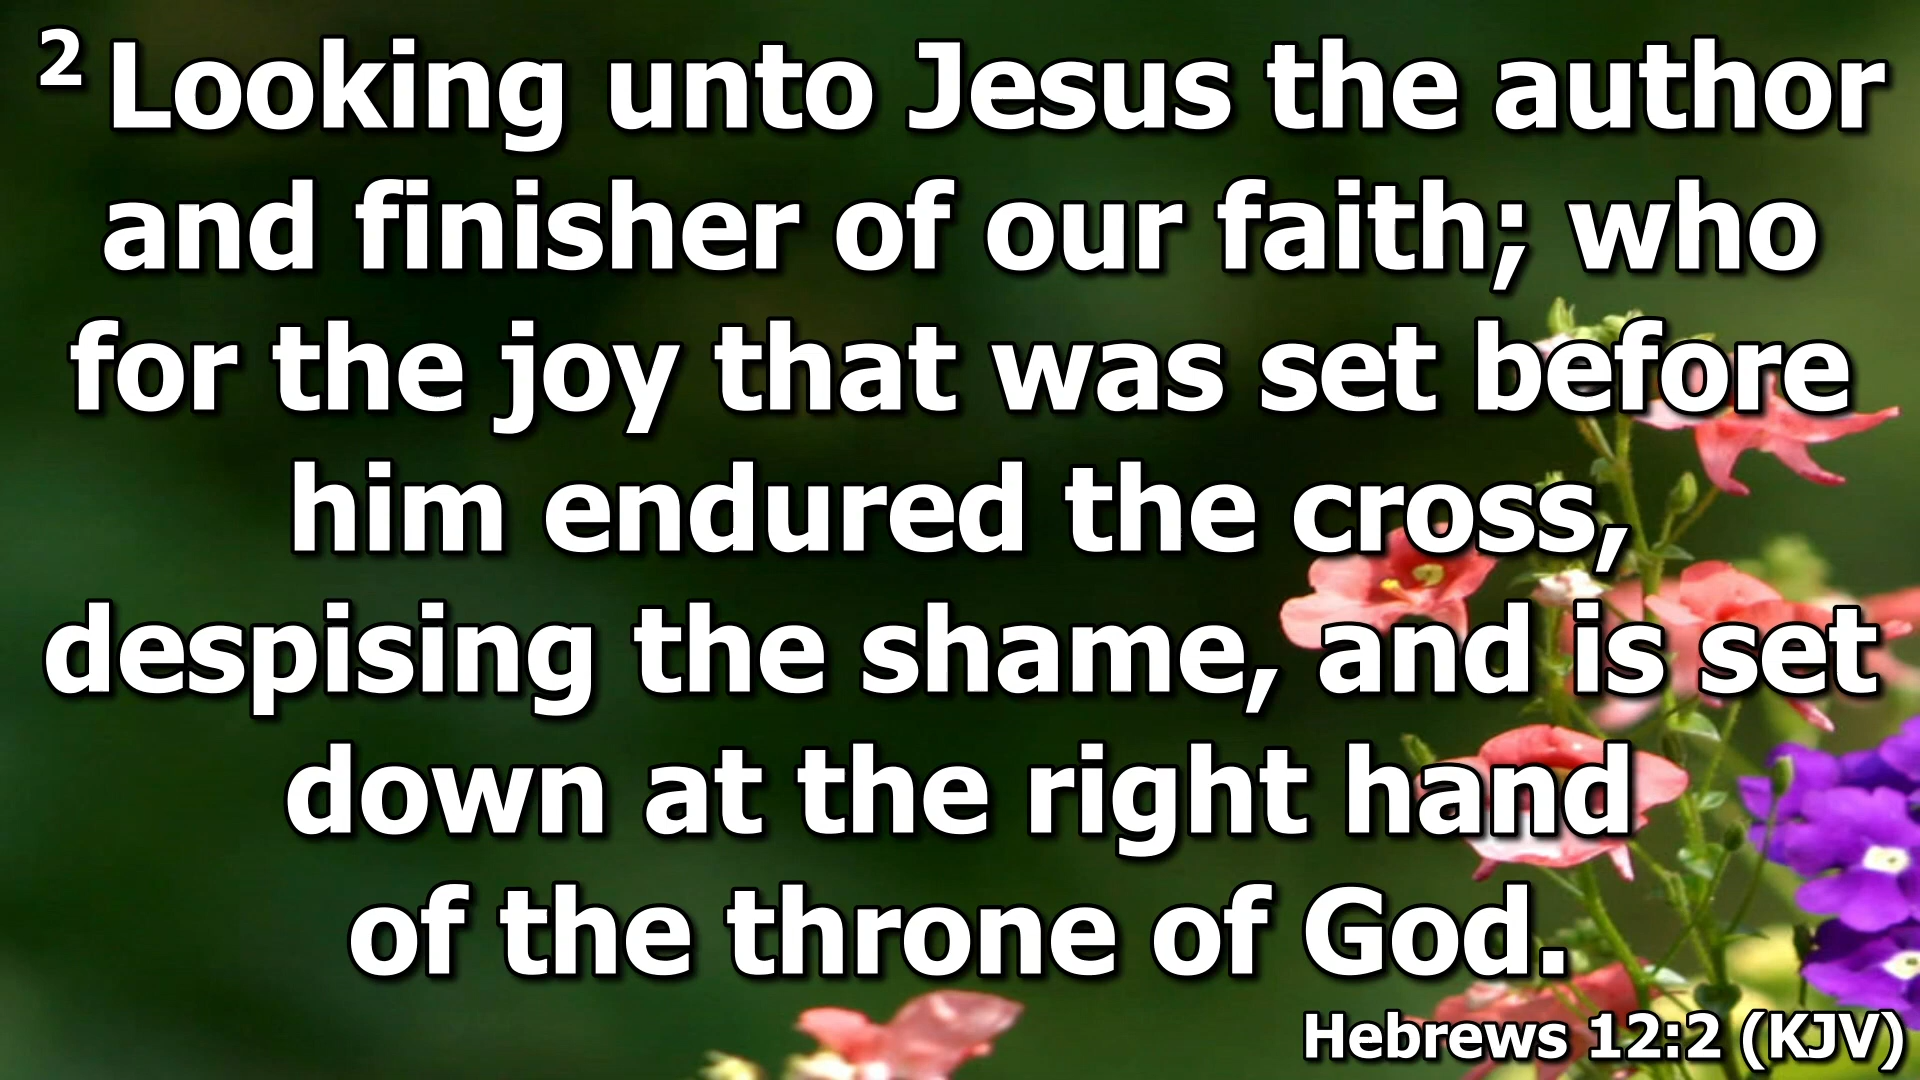 2 Looking unto Jesus the author
and finisher of our faith; who
for the joy that was set before
him endured the cross,
despising the shame, and is set
down at the right hand
of the throne of God.
Hebrews 12:2 (KJV)